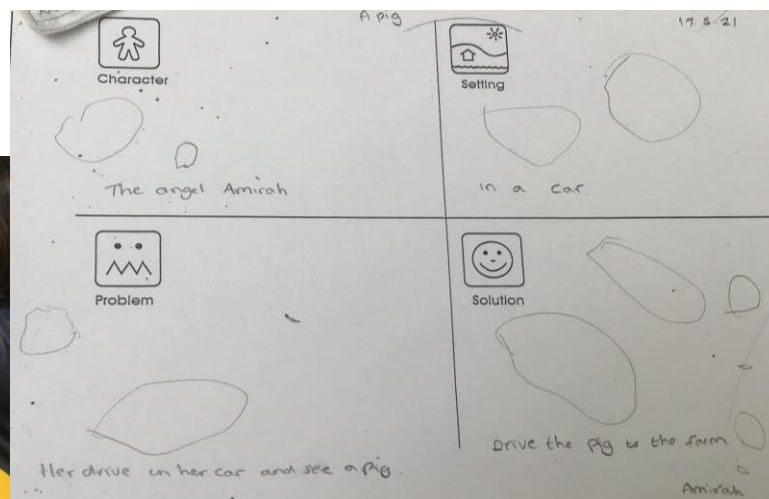 A pig
17.5.21
Character
Setting
The angel Amirah
in a car.
Problem
Solution
Drive the pig to the farm
Her drive in her car and see a pig.
Amirah